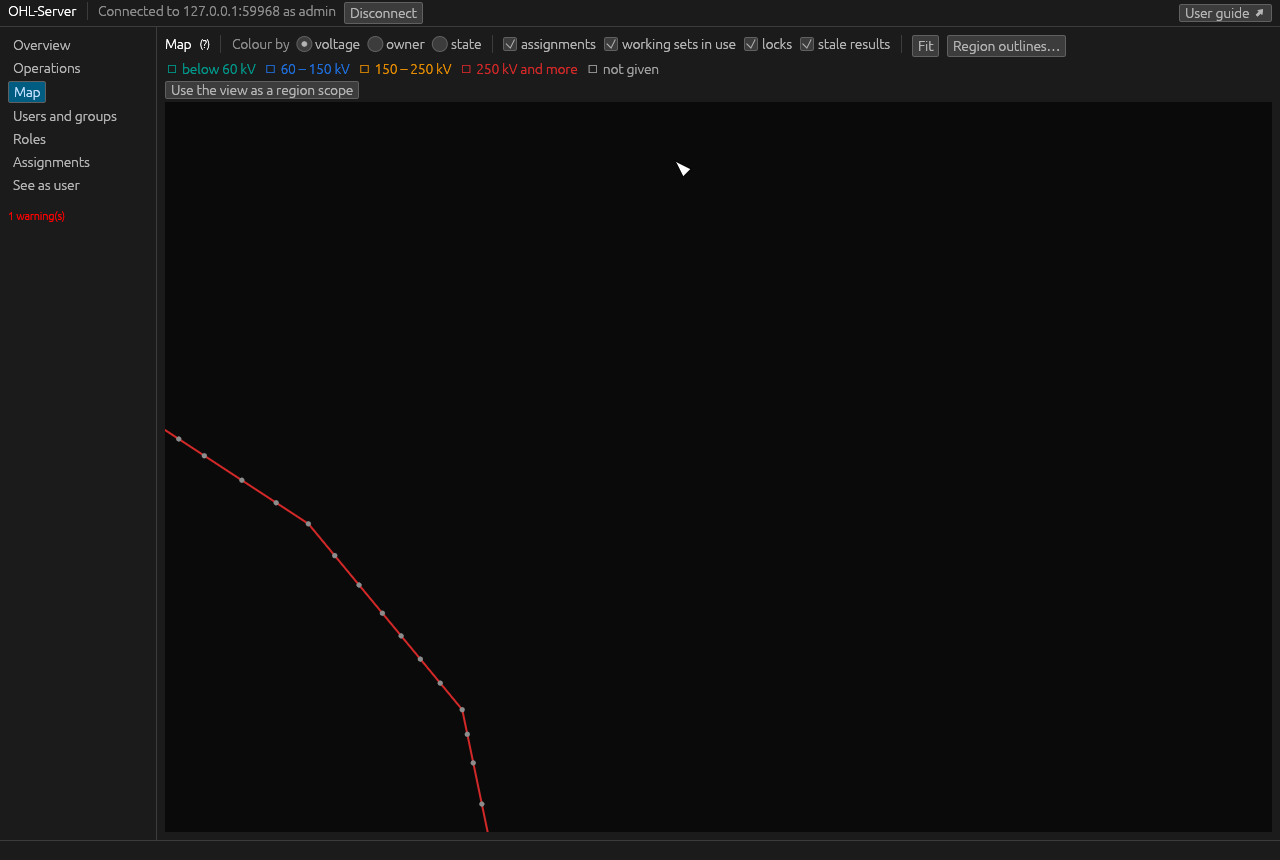 OHL-Server Connected to 127.0.0.1:59968 as admin Disconnect User guide
Overview
Operations
Map
Users and groups
Roles
Assignments
See as user
1 warning(s)
Map (?) Colour by voltage owner state assignments working sets in use locks stale results Fit Region outlines…
below 60 kV 60 – 150 kV 150 – 250 kV 250 kV and more not given
Use the view as a region scope